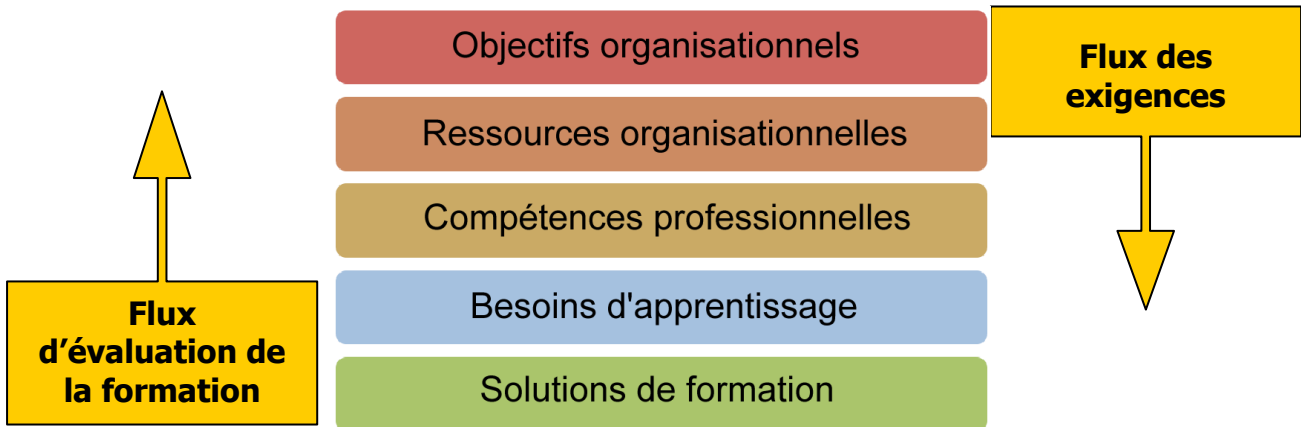 Objectifs organisationnels
Ressources organisationnelles
Compétences professionnelles
Besoins d'apprentissage
Solutions de formation
Flux des
exigences
Flux
d’évaluation de
la formation